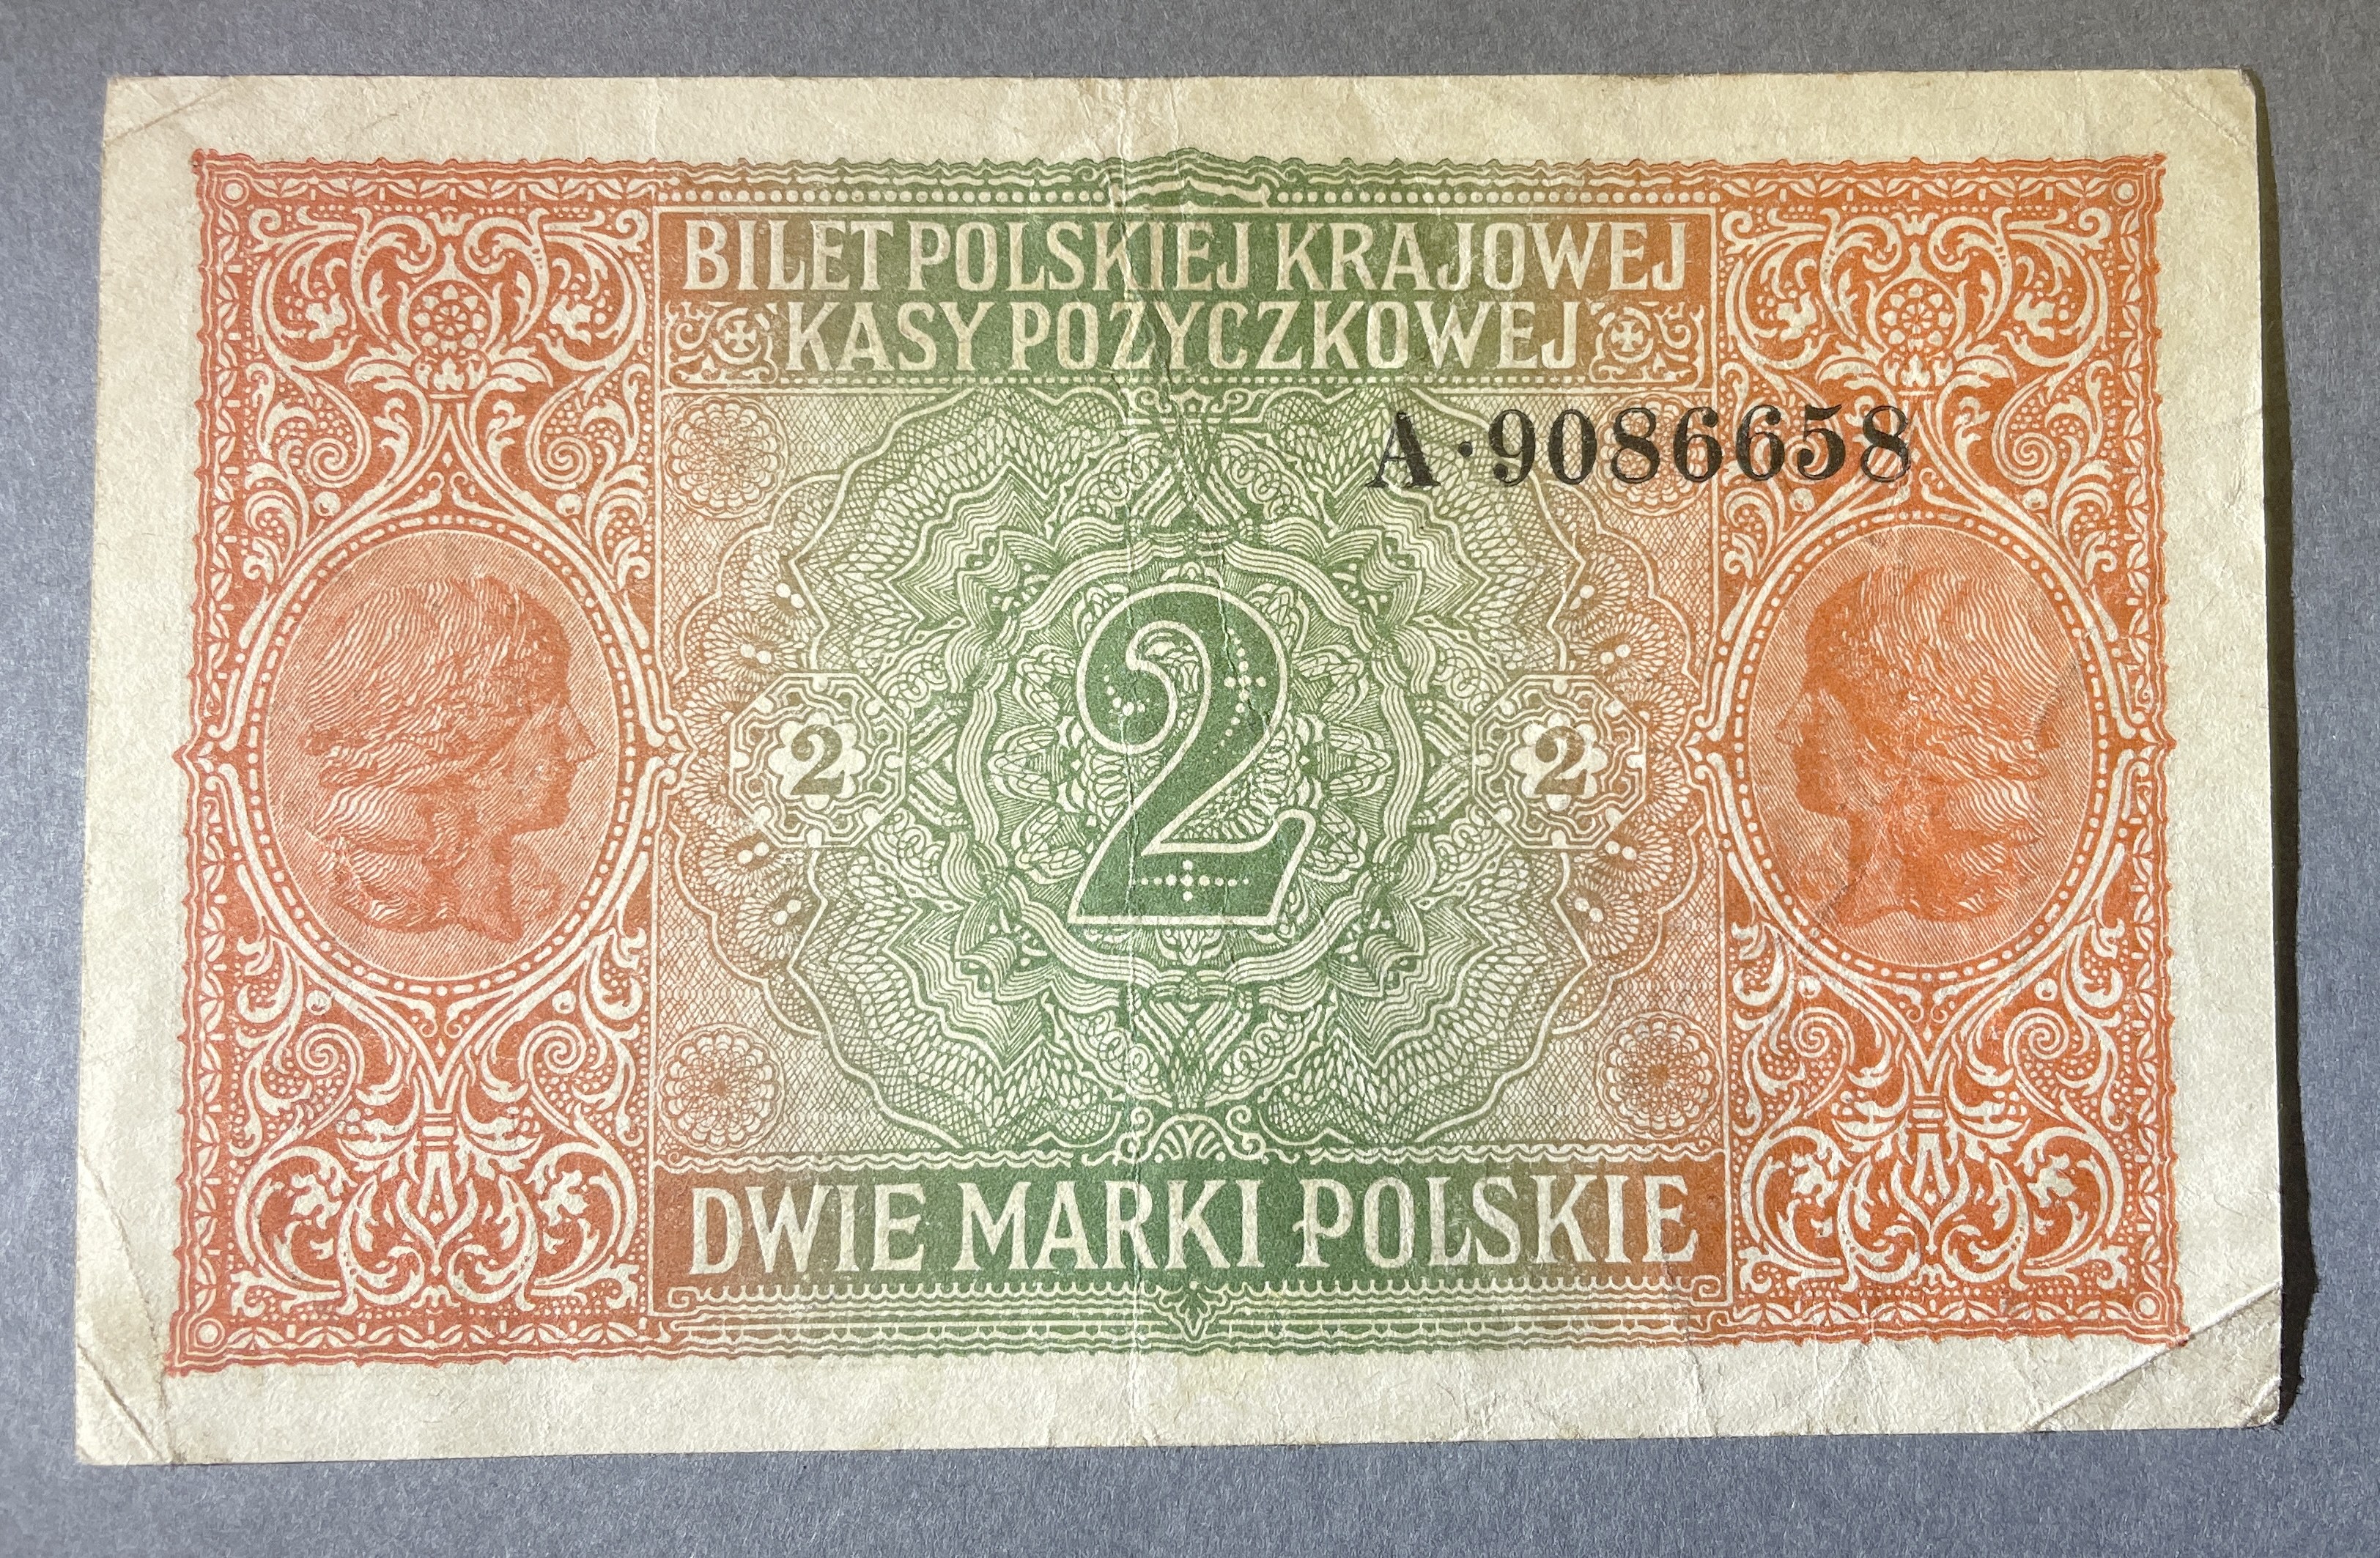 BILET POLSKIEJ KRAJOWEJ
KASY POŻYCZKOWEJ
A·9086658
2
2
2
DWIE MARKI POLSKIE